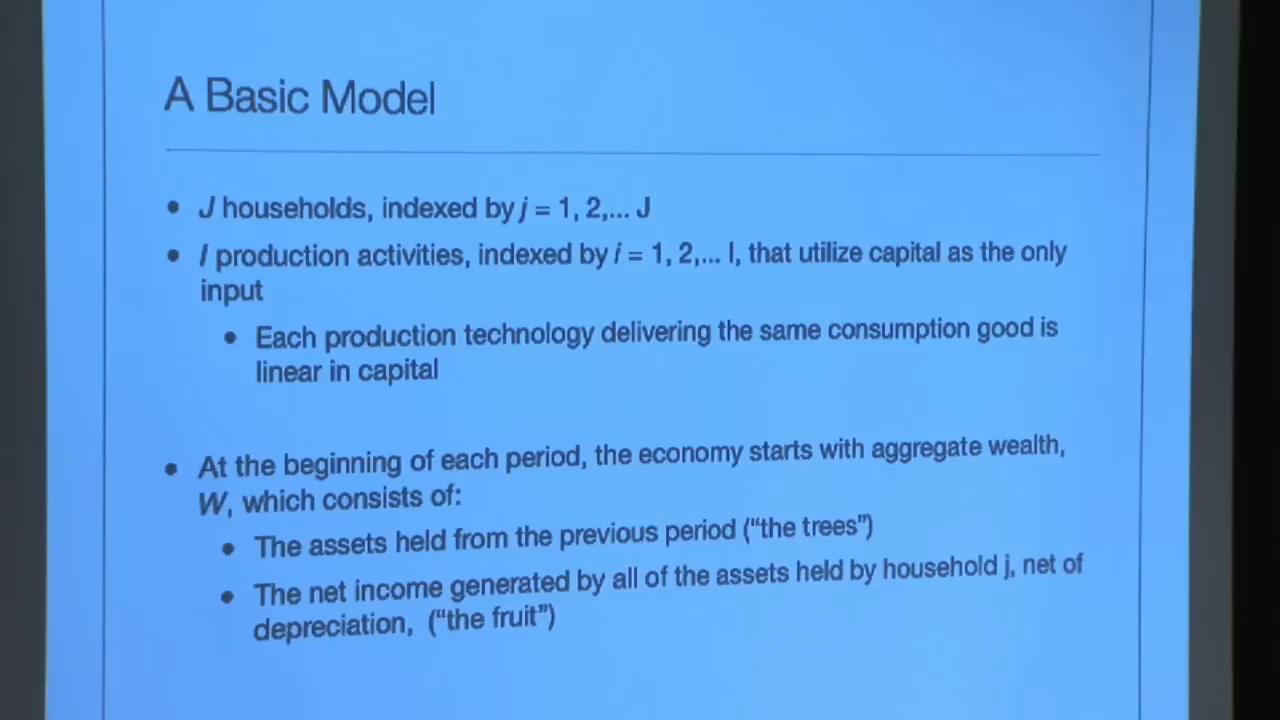 A Basic Model
• J households, indexed by j = 1, 2,... J
• I production activities, indexed by i = 1, 2,... I, that utilize capital as the only
input
• Each production technology delivering the same consumption good is
linear in capital
• At the beginning of each period, the economy starts with aggregate wealth,
W, which consists of:
• The assets held from the previous period (“the trees”)
• The net income generated by all of the assets held by household j, net of
depreciation, (“the fruit”)